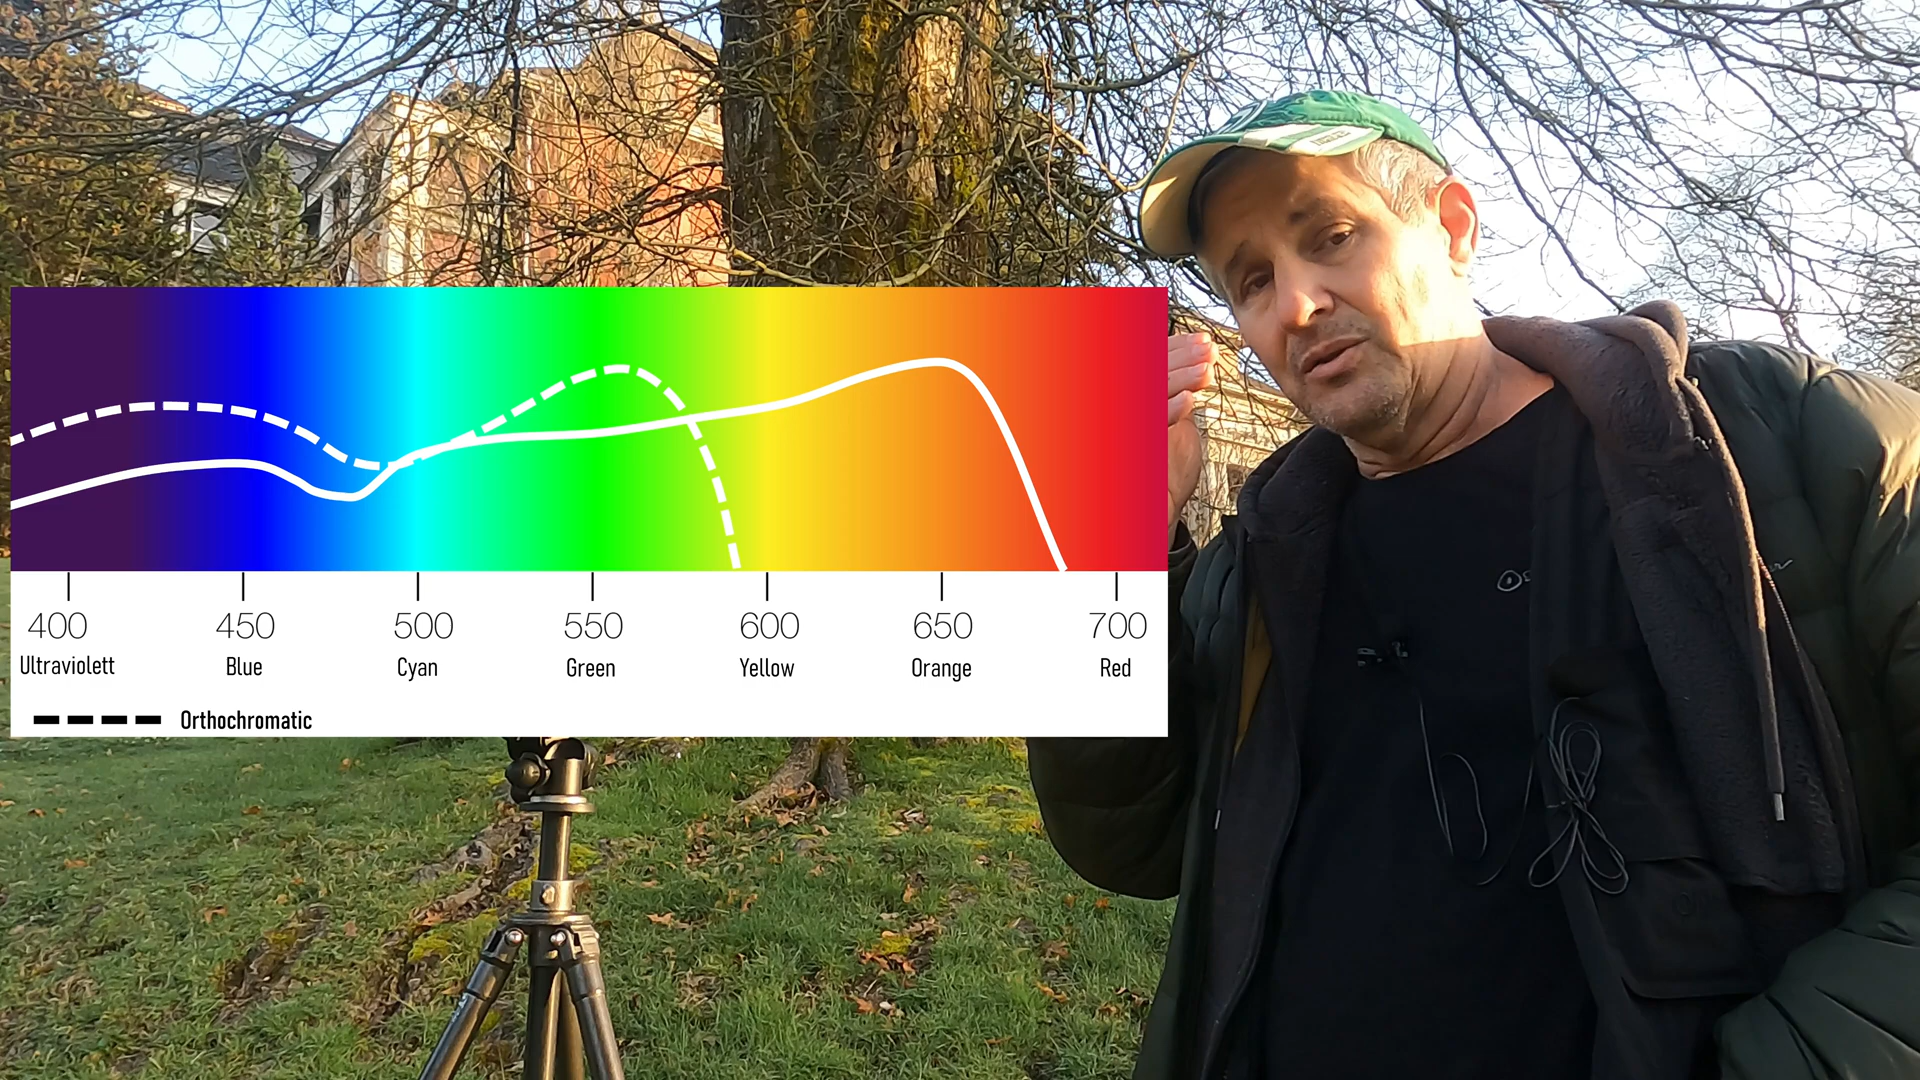 400 450 500 550 600 650 700
Ultraviolett Blue Cyan Green Yellow Orange Red
Orthochromatic